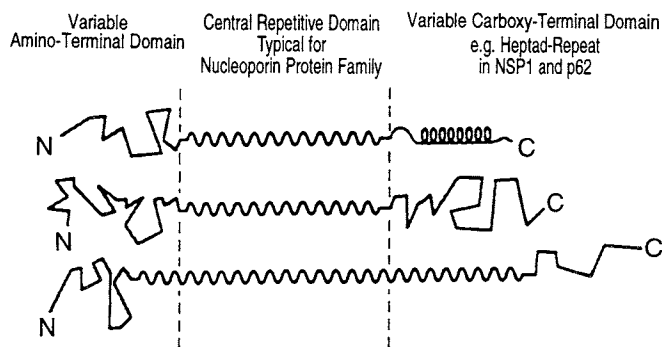 Variable
Amino-Terminal Domain
Central Repetitive Domain
Typical for
Nucleoporin Protein Family
Variable Carboxy-Terminal Domain
e.g. Heptad-Repeat
in NSP1 and p62
N
C
N
C
N
C